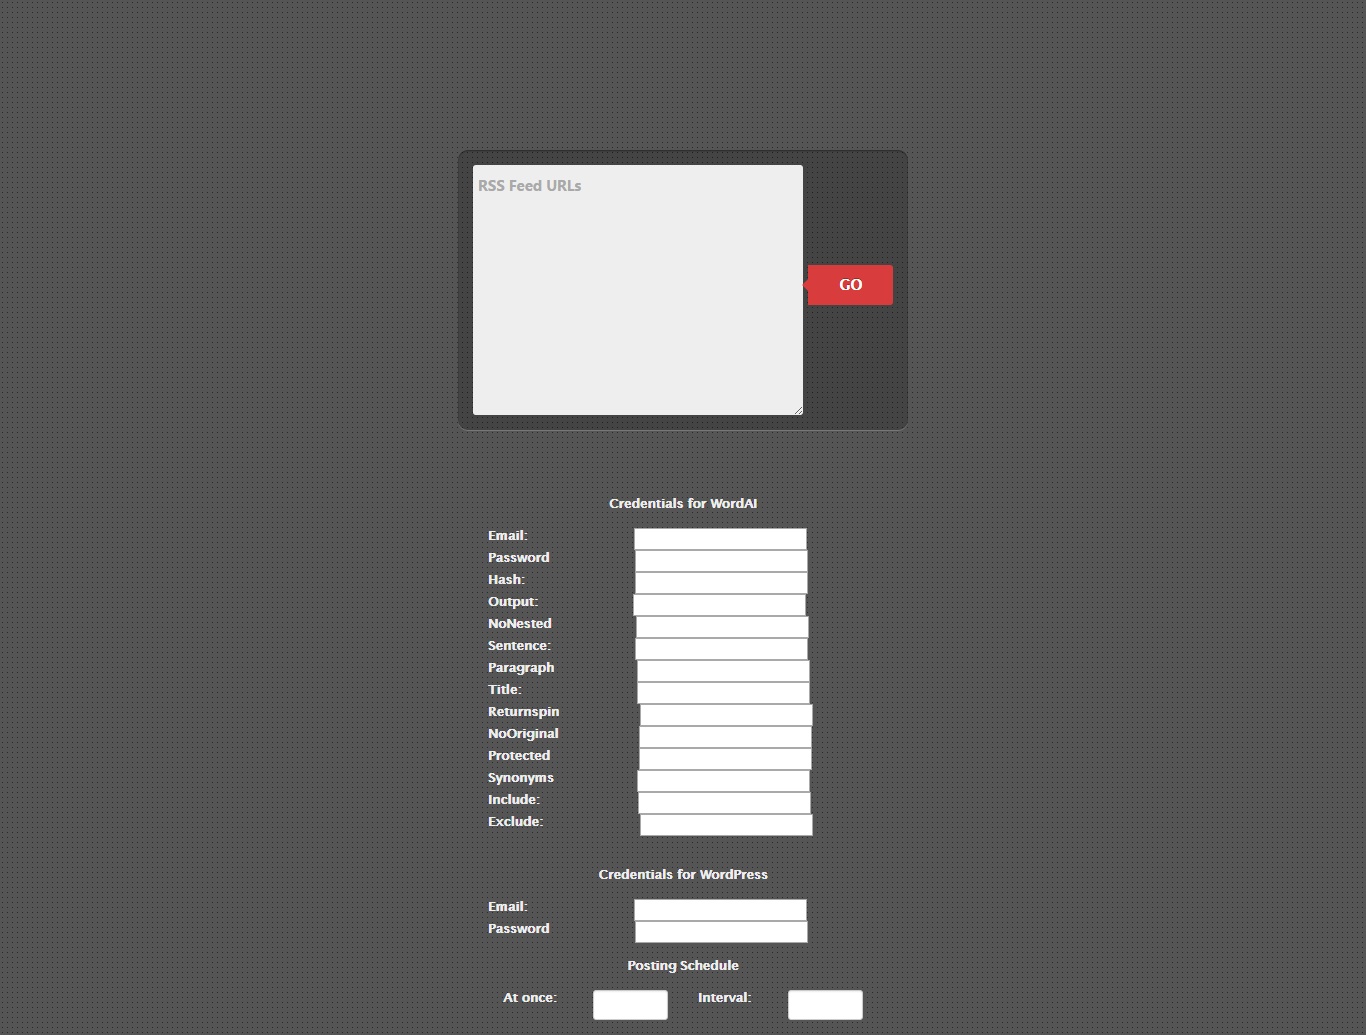 RSS Feed URLs
GO
Credentials for WordAI
Email:
Password
Hash:
Output:
NoNested
Sentence:
Paragraph
Title:
Returnspin
NoOriginal
Protected
Synonyms
Include:
Exclude:
Credentials for WordPress
Email:
Password
Posting Schedule
At once: Interval: